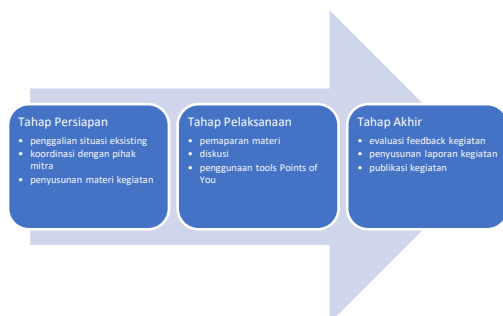 Tahap Persiapan
• penggalian situasi eksisting
• koordinasi dengan pihak
mitra
• penyusunan materi kegiatan
Tahap Pelaksanaan
• pemaparan materi
• diskusi
• penggunaan tools Points of
You
Tahap Akhir
• evaluasi feedback kegiatan
• penyusunan laporan kegiatan
• publikasi kegiatan